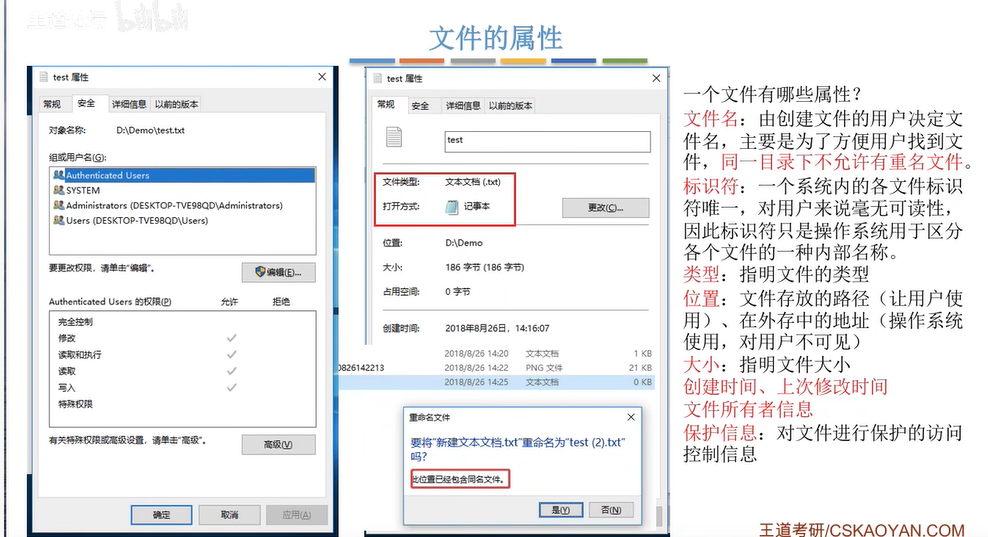 bilibili
文件的属性
test 属性
常规 安全 详细信息 以前的版本
对象名称: D:\Demo\test.txt
组或用户名(G):
Authenticated Users
SYSTEM
Administrators (DESKTOP-TVE98QD\Administrators)
Users (DESKTOP-TVE98QD\Users)
要更改权限，请单击"编辑"。
编辑(E)...
Authenticated Users 的权限(P) 允许 拒绝
完全控制
修改
读取和执行
读取
写入
特殊权限
有关特殊权限或高级设置，请单击"高级"。
高级(V)
确定 取消 应用(A)
test 属性
常规 安全 详细信息 以前的版本
test
文件类型: 文本文档 (.txt)
打开方式: 记事本
更改(C)...
位置: D:\Demo
大小: 186 字节 (186 字节)
占用空间: 0 字节
创建时间: 2018年8月26日，14:16:07
2018/8/26 14:20 文本文档 1 KB
0826142213 2018/8/26 14:22 PNG 文件 21 KB
2018/8/26 14:25 文本文档 0 KB
重命名文件
要将"新建文本文档.txt"重命名为"test (2).txt"
吗?
此位置已经包含同名文件。
是(Y) 否(N)
一个文件有哪些属性？
文件名：由创建文件的用户决定文
件名，主要是为了方便用户找到文
件，同一目录下不允许有重名文件。
标识符：一个系统内的各文件标识
符唯一，对用户来说毫无可读性，
因此标识符只是操作系统用于区分
各个文件的一种内部名称。
类型：指明文件的类型
位置：文件存放的路径（让用户使
用）、在外存中的地址（操作系统
使用，对用户不可见）
大小：指明文件大小
创建时间、上次修改时间
文件所有者信息
保护信息：对文件进行保护的访问
控制信息
王道考研/CSKAOYAN.COM